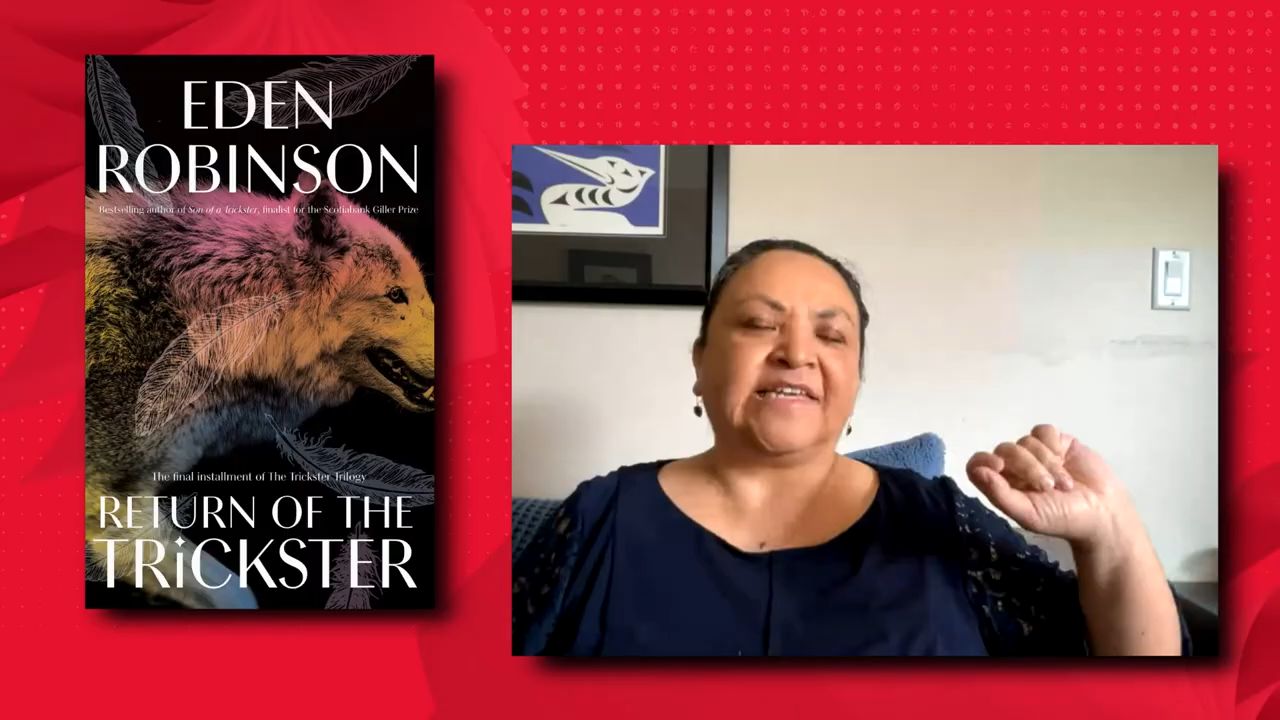 EDEN
ROBINSON
Bestselling author of Son of a Trickster, finalist for the Scotiabank Giller Prize
The final installment of The Trickster Trilogy
RETURN OF THE
TRiCKSTER